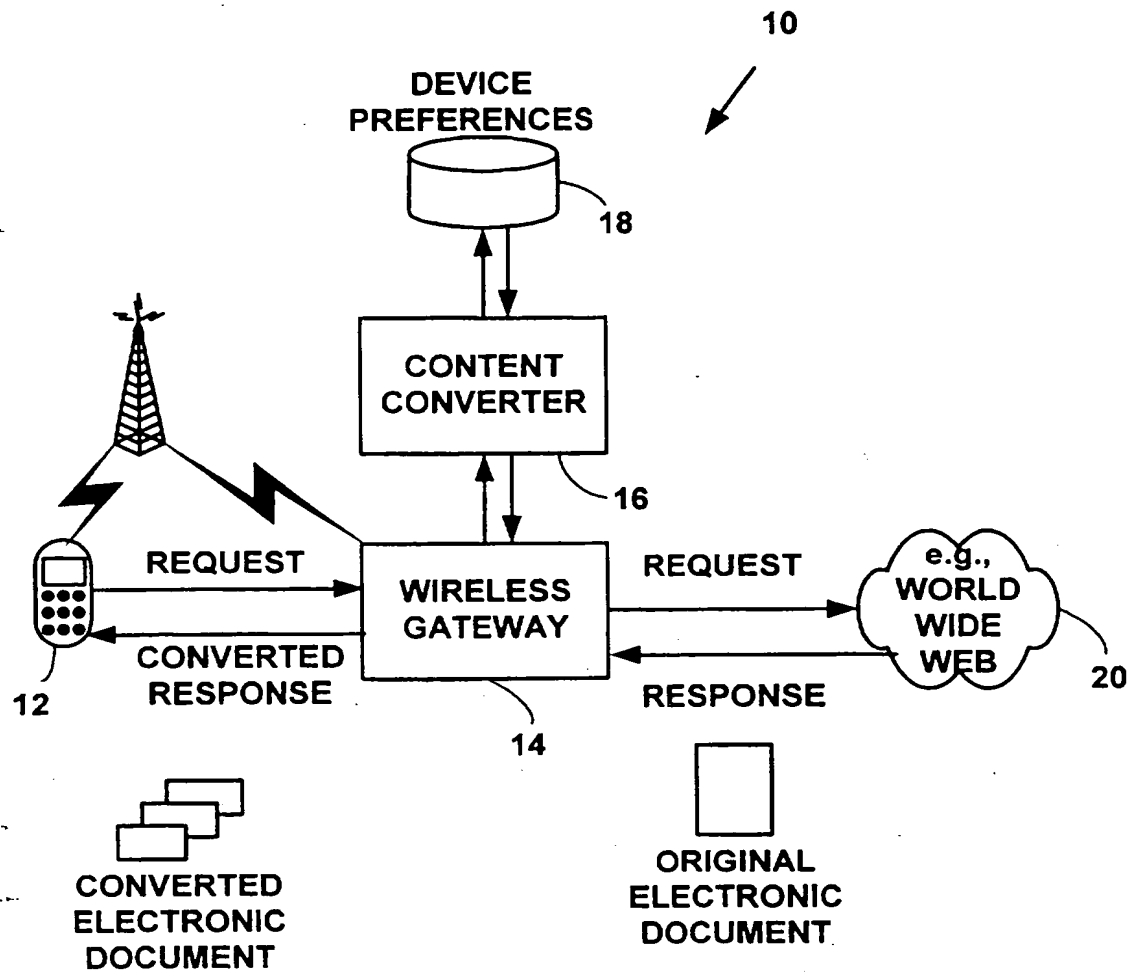 10
DEVICE
PREFERENCES
18
CONTENT
CONVERTER
16
REQUEST
WIRELESS
GATEWAY
REQUEST
e.g.,
WORLD
WIDE
WEB
CONVERTED
RESPONSE
RESPONSE
12
14
20
CONVERTED
ELECTRONIC
DOCUMENT
ORIGINAL
ELECTRONIC
DOCUMENT